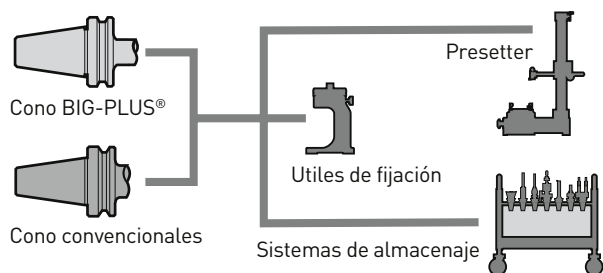 Presetter
Cono BIG-PLUS®
Utiles de fijación
Cono convencionales
Sistemas de almacenaje